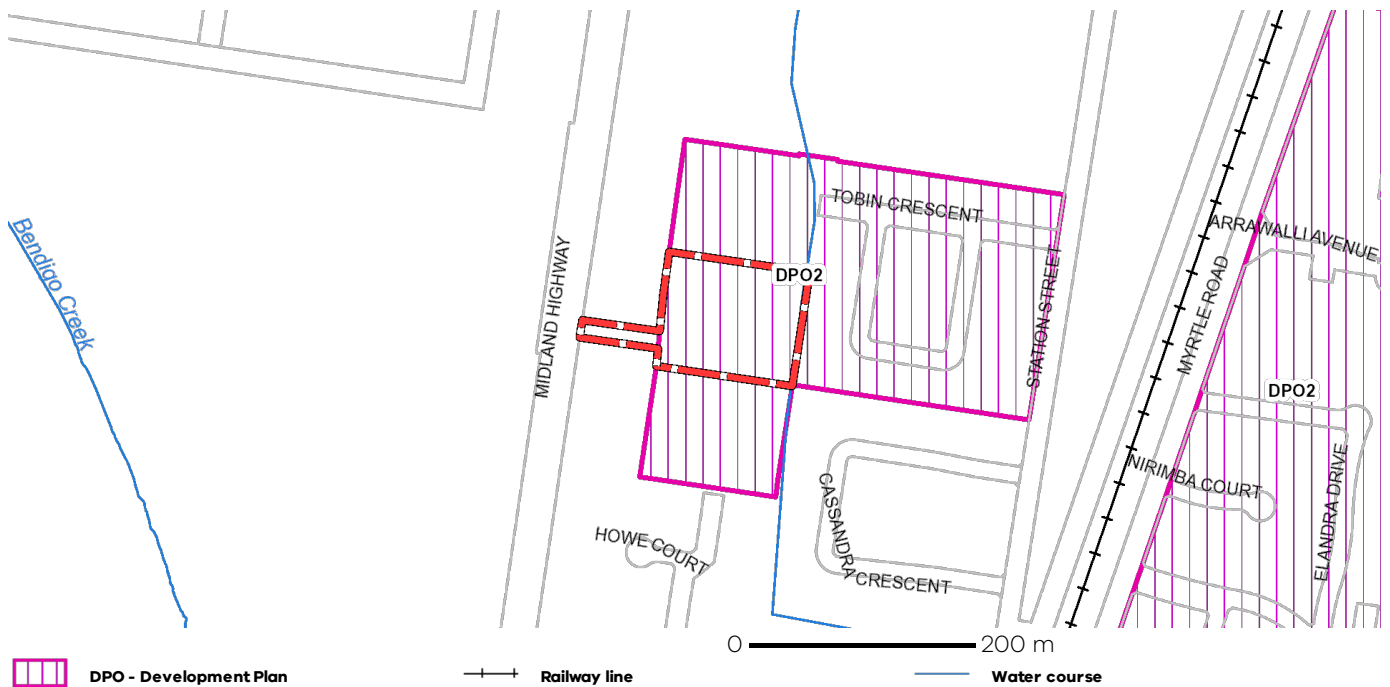 Bendigo Creek
MIDLAND HIGHWAY
TOBIN CRESCENT
DPO2
STATION STREET
ARRAWALLI AVENUE
MYRTLE ROAD
DPO2
NIRIMBA COURT
ELANDRA DRIVE
CASSANDRA CRESCENT
HOWE COURT
0 200 m
DPO - Development Plan
Railway line
Water course